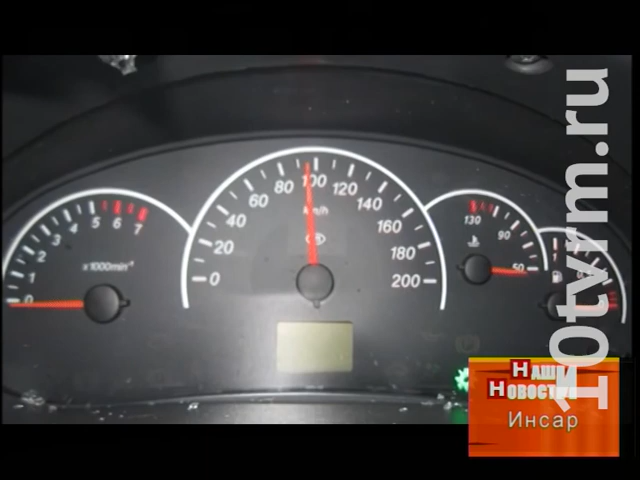 0 1 2 3 4 5 6 7
x1000min⁻¹
0 20 40 60 80 100 120 140 160 180 200
km/h
130 90 50
10tvrm.ru
Наши
Новости
Инсар